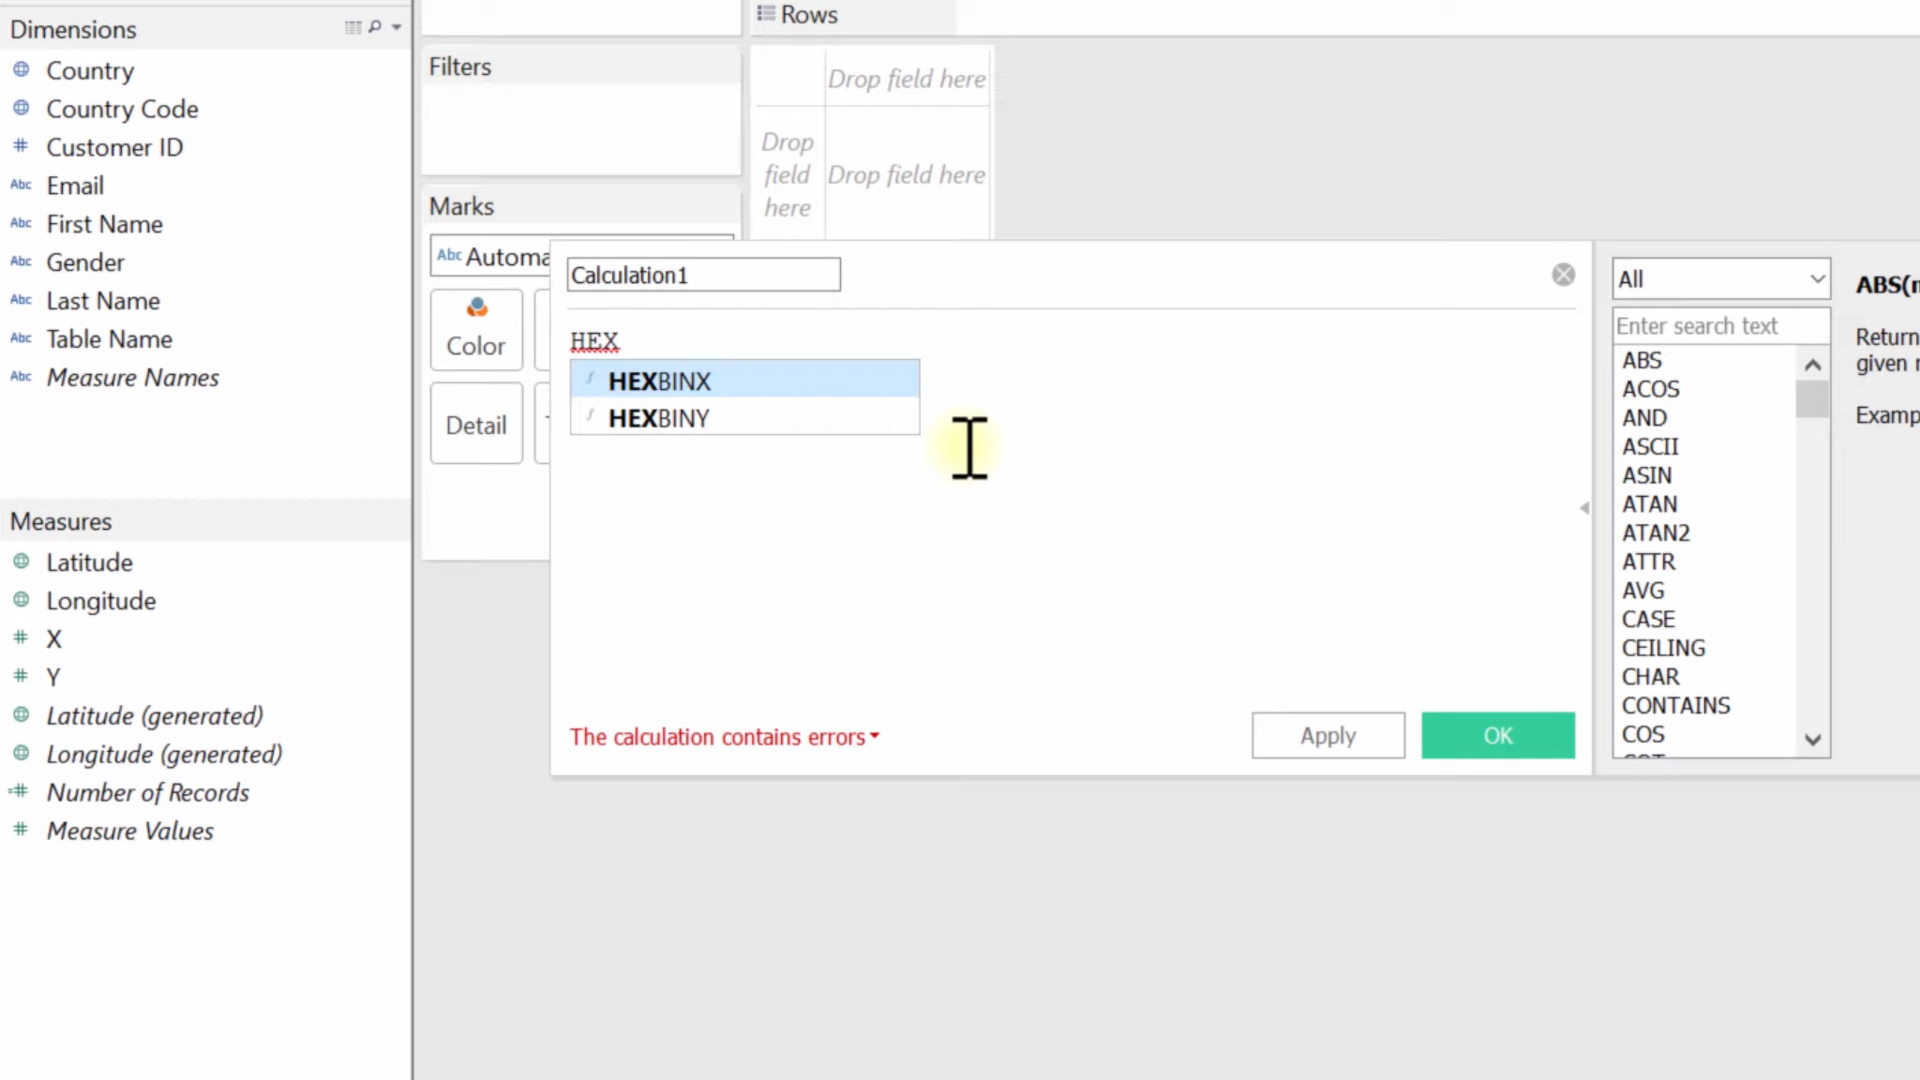 Dimensions
Country
Country Code
Customer ID
Abc Email
Abc First Name
Abc Gender
Abc Last Name
Abc Table Name
Abc Measure Names
Measures
Latitude
Longitude
# X
# Y
Latitude (generated)
Longitude (generated)
Number of Records
Measure Values
Filters
Marks
Abc Automa
Color
Detail
Rows
Drop field here
Drop
field
here
Drop field here
Calculation1
HEX
HEXBINX
HEXBINY
The calculation contains errors
Apply
OK
All
Enter search text
ABS
ACOS
AND
ASCII
ASIN
ATAN
ATAN2
ATTR
AVG
CASE
CEILING
CHAR
CONTAINS
COS
ABS(
Return
given
Examp